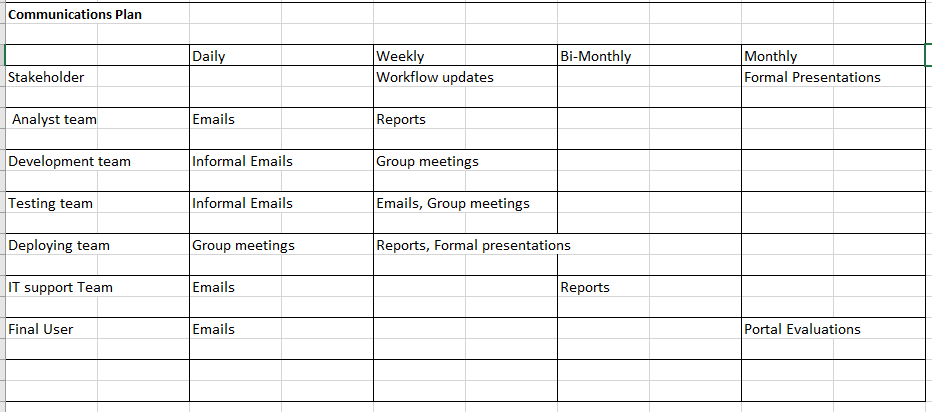 Communications Plan
Daily Weekly Bi-Monthly Monthly
Stakeholder Workflow updates Formal Presentations
Analyst team Emails Reports
Development team Informal Emails Group meetings
Testing team Informal Emails Emails, Group meetings
Deploying team Group meetings Reports, Formal presentations
IT support Team Emails Reports
Final User Emails Portal Evaluations